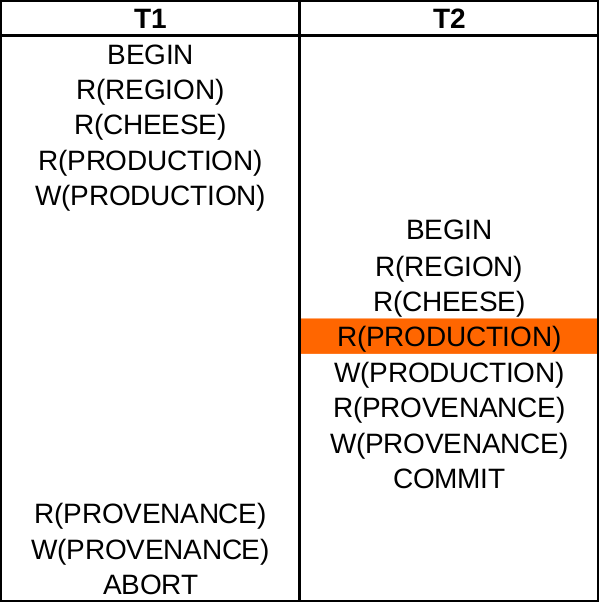 T1 T2
BEGIN
R(REGION)
R(CHEESE)
R(PRODUCTION)
W(PRODUCTION)
BEGIN
R(REGION)
R(CHEESE)
R(PRODUCTION)
W(PRODUCTION)
R(PROVENANCE)
W(PROVENANCE)
COMMIT
R(PROVENANCE)
W(PROVENANCE)
ABORT